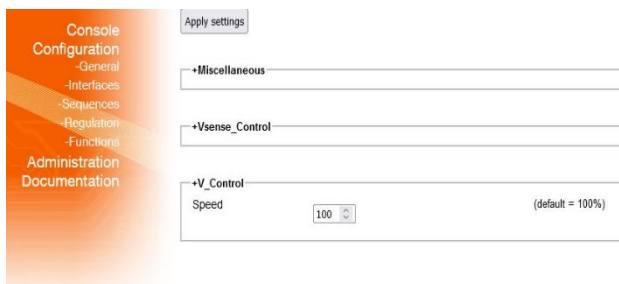 Console
Configuration
-General
-Interfaces
-Sequences
-Regulation
-Functions
Administration
Documentation
Apply settings
+Miscellaneous
+Vsense_Control
+V_Control
Speed 100 (default = 100%)